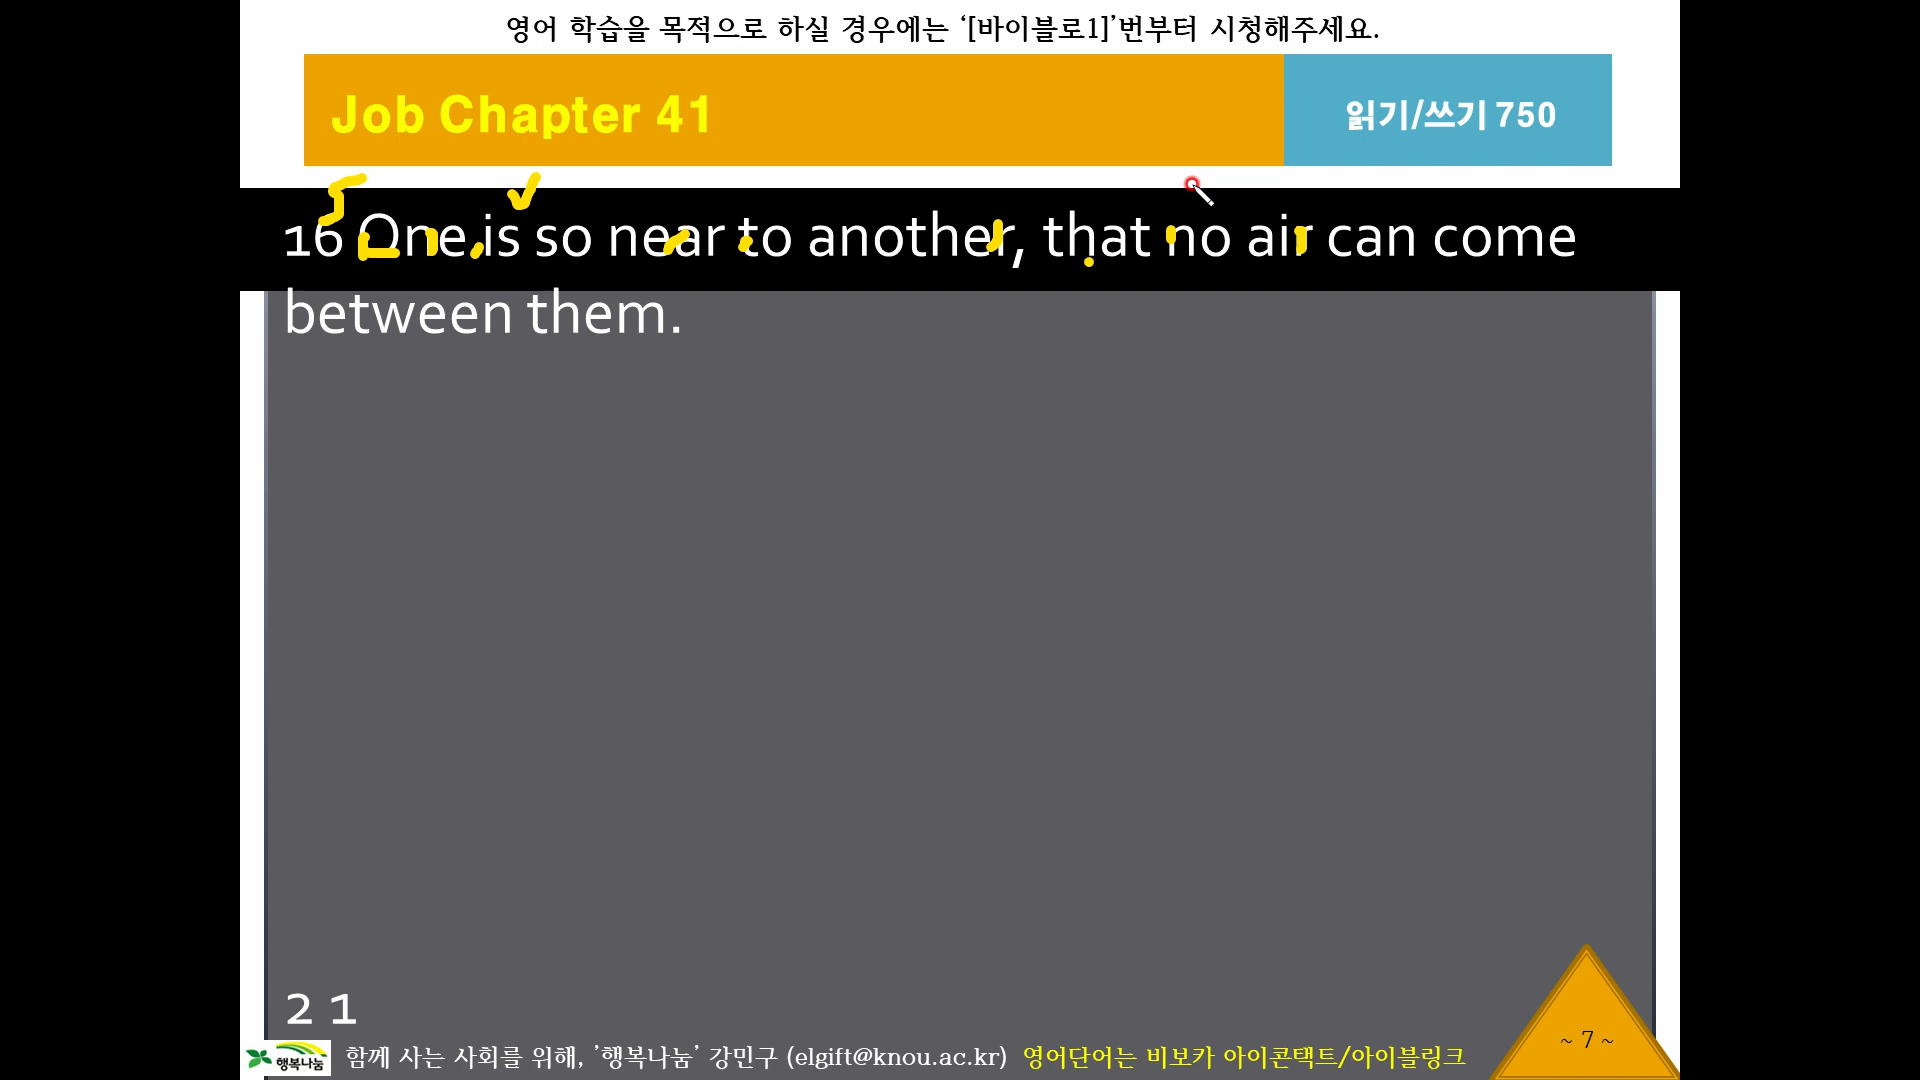 영어 학습을 목적으로 하실 경우에는 ‘[바이블로1]’번부터 시청해주세요.
Job Chapter 41
읽기/쓰기 750
16 One is so near to another, that no air can come
between them.
2 1
~ 7 ~
행복나눔
함께 사는 사회를 위해, ’행복나눔’ 강민구 (elgift@knou.ac.kr) 영어단어는 비보카 아이콘택트/아이블링크